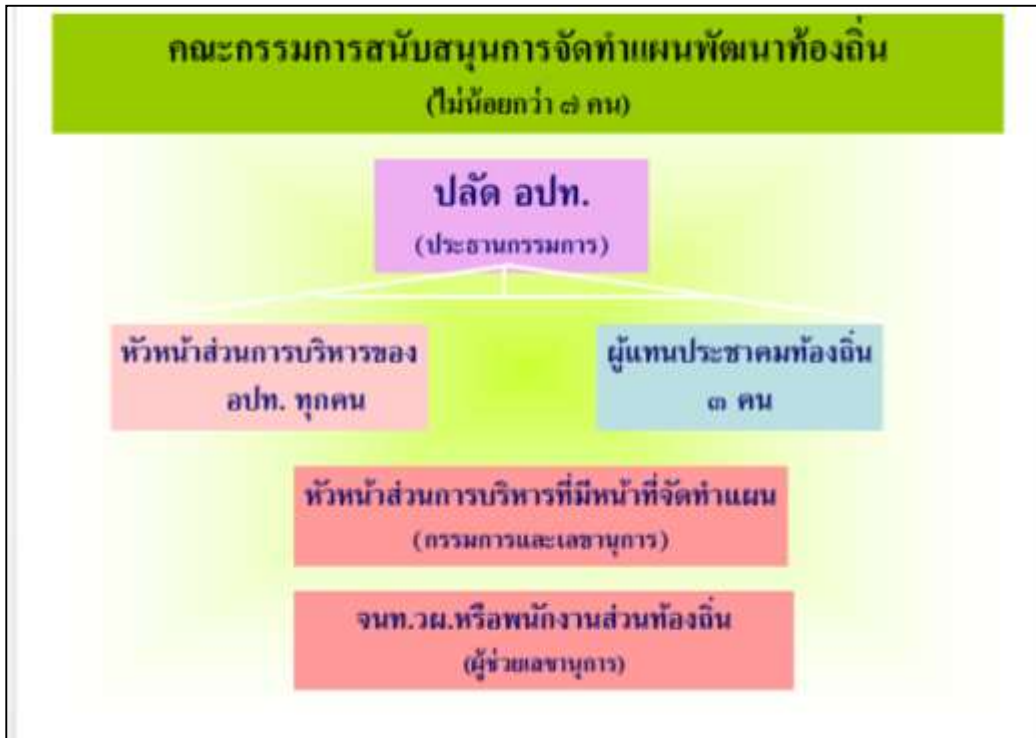 คณะกรรมการสนับสนุนการจัดทำแผนพัฒนาท้องถิ่น
(ไม่น้อยกว่า ๗ คน)
ปลัด อปท.
(ประธานกรรมการ)
หัวหน้าส่วนการบริหารของ
อปท. ทุกคน
ผู้แทนประชาคมท้องถิ่น
๓ คน
หัวหน้าส่วนการบริหารที่มีหน้าที่จัดทำแผน
(กรรมการและเลขานุการ)
จนท.วผ.หรือพนักงานส่วนท้องถิ่น
(ผู้ช่วยเลขานุการ)